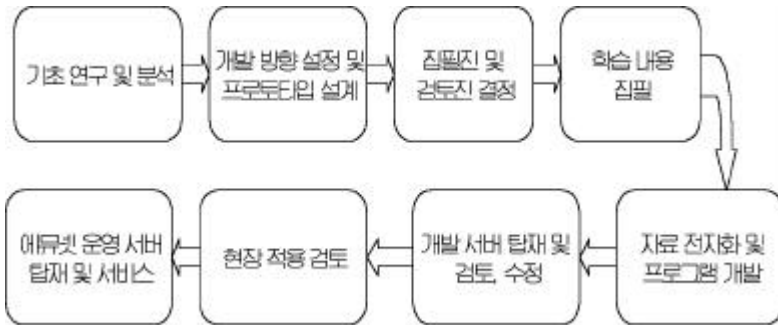 기초 연구 및 분석
개발 방향 설정 및
프로토타입 설계
집필진 및
검토진 결정
학습 내용
집필
자료 전자화 및
프로그램 개발
개발 서버 탑재 및
검토, 수정
현장 적용 검토
에듀넷 운영 서버
탑재 및 서비스